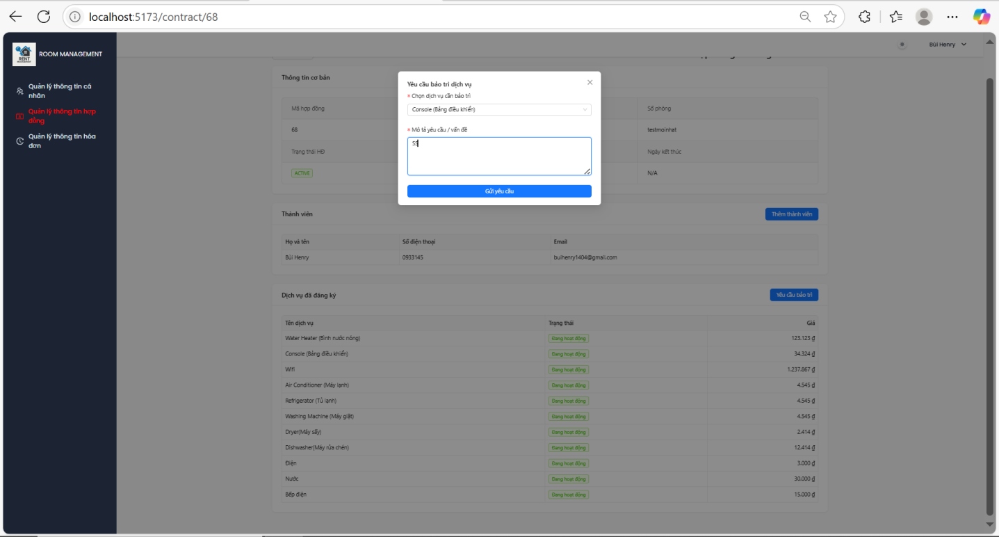 localhost:5173/contract/68
RENT
MANAGEMENT
ROOM MANAGEMENT
Bùi Henry
Quản lý thông tin cá
nhân
Quản lý thông tin hợp
đồng
Quản lý thông tin hóa
đơn
Thông tin cơ bản
Mã hợp đồng
Số phòng
68
testmoinhat
Trạng thái HĐ
Ngày kết thúc
ACTIVE
N/A
Yêu cầu bảo trì dịch vụ
* Chọn dịch vụ cần bảo trì
Console (Bảng điều khiển)
* Mô tả yêu cầu / vấn đề
SS
Gửi yêu cầu
Thành viên
Thêm thành viên
Họ và tên Số điện thoại Email
Bùi Henry 0933145 buihenry1404@gmail.com
Dịch vụ đã đăng ký
Yêu cầu bảo trì
Tên dịch vụ Trạng thái Giá
Water Heater (Bình nước nóng) Đang hoạt động 123.123 ₫
Console (Bảng điều khiển) Đang hoạt động 34.324 ₫
Wifi Đang hoạt động 1.237.867 ₫
Air Conditioner (Máy lạnh) Đang hoạt động 4.545 ₫
Refrigerator (Tủ lạnh) Đang hoạt động 4.545 ₫
Washing Machine (Máy giặt) Đang hoạt động 4.545 ₫
Dryer(Máy sấy) Đang hoạt động 2.414 ₫
Dishwasher(Máy rửa chén) Đang hoạt động 12.414 ₫
Điện Đang hoạt động 3.000 ₫
Nước Đang hoạt động 30.000 ₫
Bếp điện Đang hoạt động 15.000 ₫